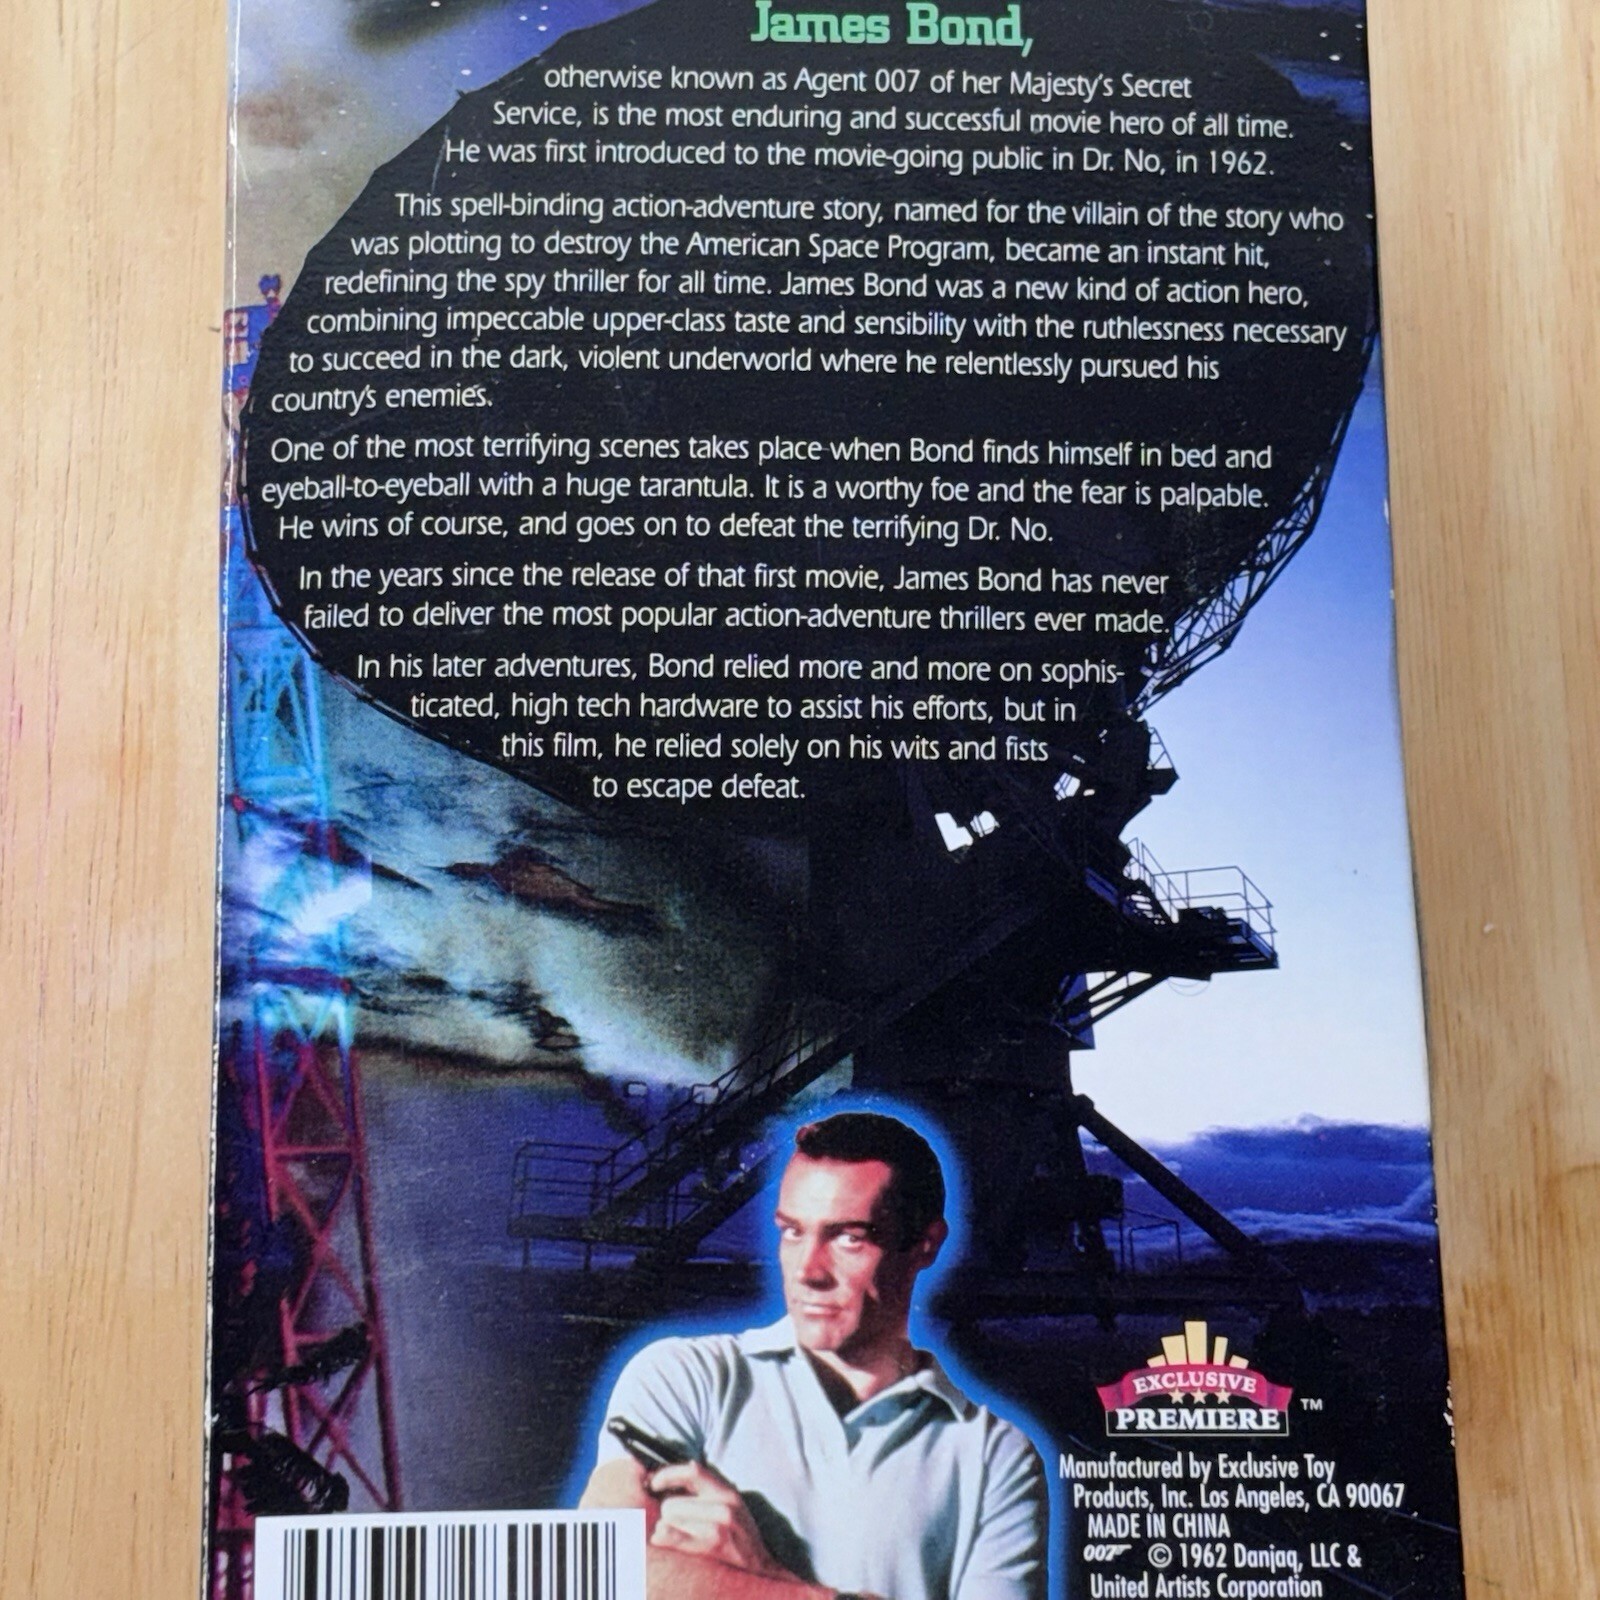 James Bond,
otherwise known as Agent 007 of her Majesty's Secret
Service, is the most enduring and successful movie hero of all time.
He was first introduced to the movie-going public in Dr. No, in 1962.
This spell-binding action-adventure story, named for the villain of the story who
was plotting to destroy the American Space Program, became an instant hit,
redefining the spy thriller for all time. James Bond was a new kind of action hero,
combining impeccable upper-class taste and sensibility with the ruthlessness necessary
to succeed in the dark, violent underworld where he relentlessly pursued his
country's enemies.
One of the most terrifying scenes takes place when Bond finds himself in bed and
eyeball-to-eyeball with a huge tarantula. It is a worthy foe and the fear is palpable.
He wins of course, and goes on to defeat the terrifying Dr. No.
In the years since the release of that first movie, James Bond has never
failed to deliver the most popular action-adventure thrillers ever made.
In his later adventures, Bond relied more and more on sophis-
ticated, high tech hardware to assist his efforts, but in
this film, he relied solely on his wits and fists
to escape defeat.
EXCLUSIVE
PREMIERE ™
Manufactured by Exclusive Toy
Products, Inc. Los Angeles, CA 90067
MADE IN CHINA
007 © 1962 Danjaq, LLC &
United Artists Corporation